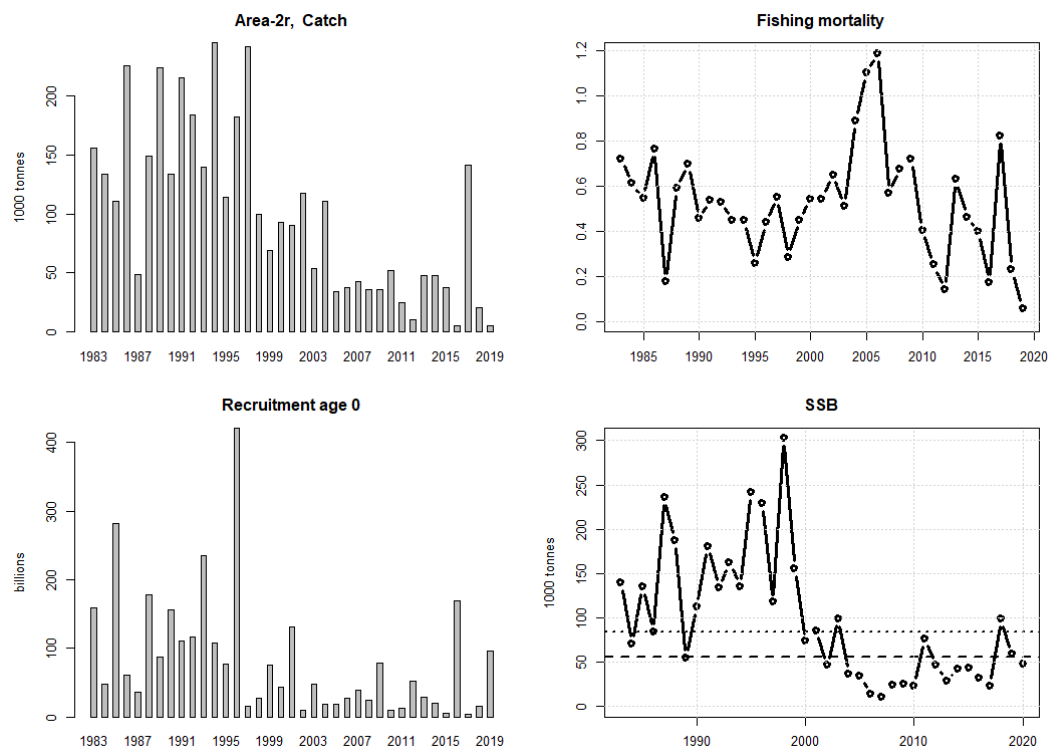 Area-2r, Catch
1000 tonnes
0 50 100 150 200
1983 1987 1991 1995 1999 2003 2007 2011 2015 2019
Fishing mortality
0.0 0.2 0.4 0.6 0.8 1.0 1.2
1985 1990 1995 2000 2005 2010 2015 2020
Recruitment age 0
billions
0 100 200 300 400
1983 1987 1991 1995 1999 2003 2007 2011 2015 2019
SSB
1000 tonnes
0 50 100 150 200 250 300
1990 2000 2010 2020